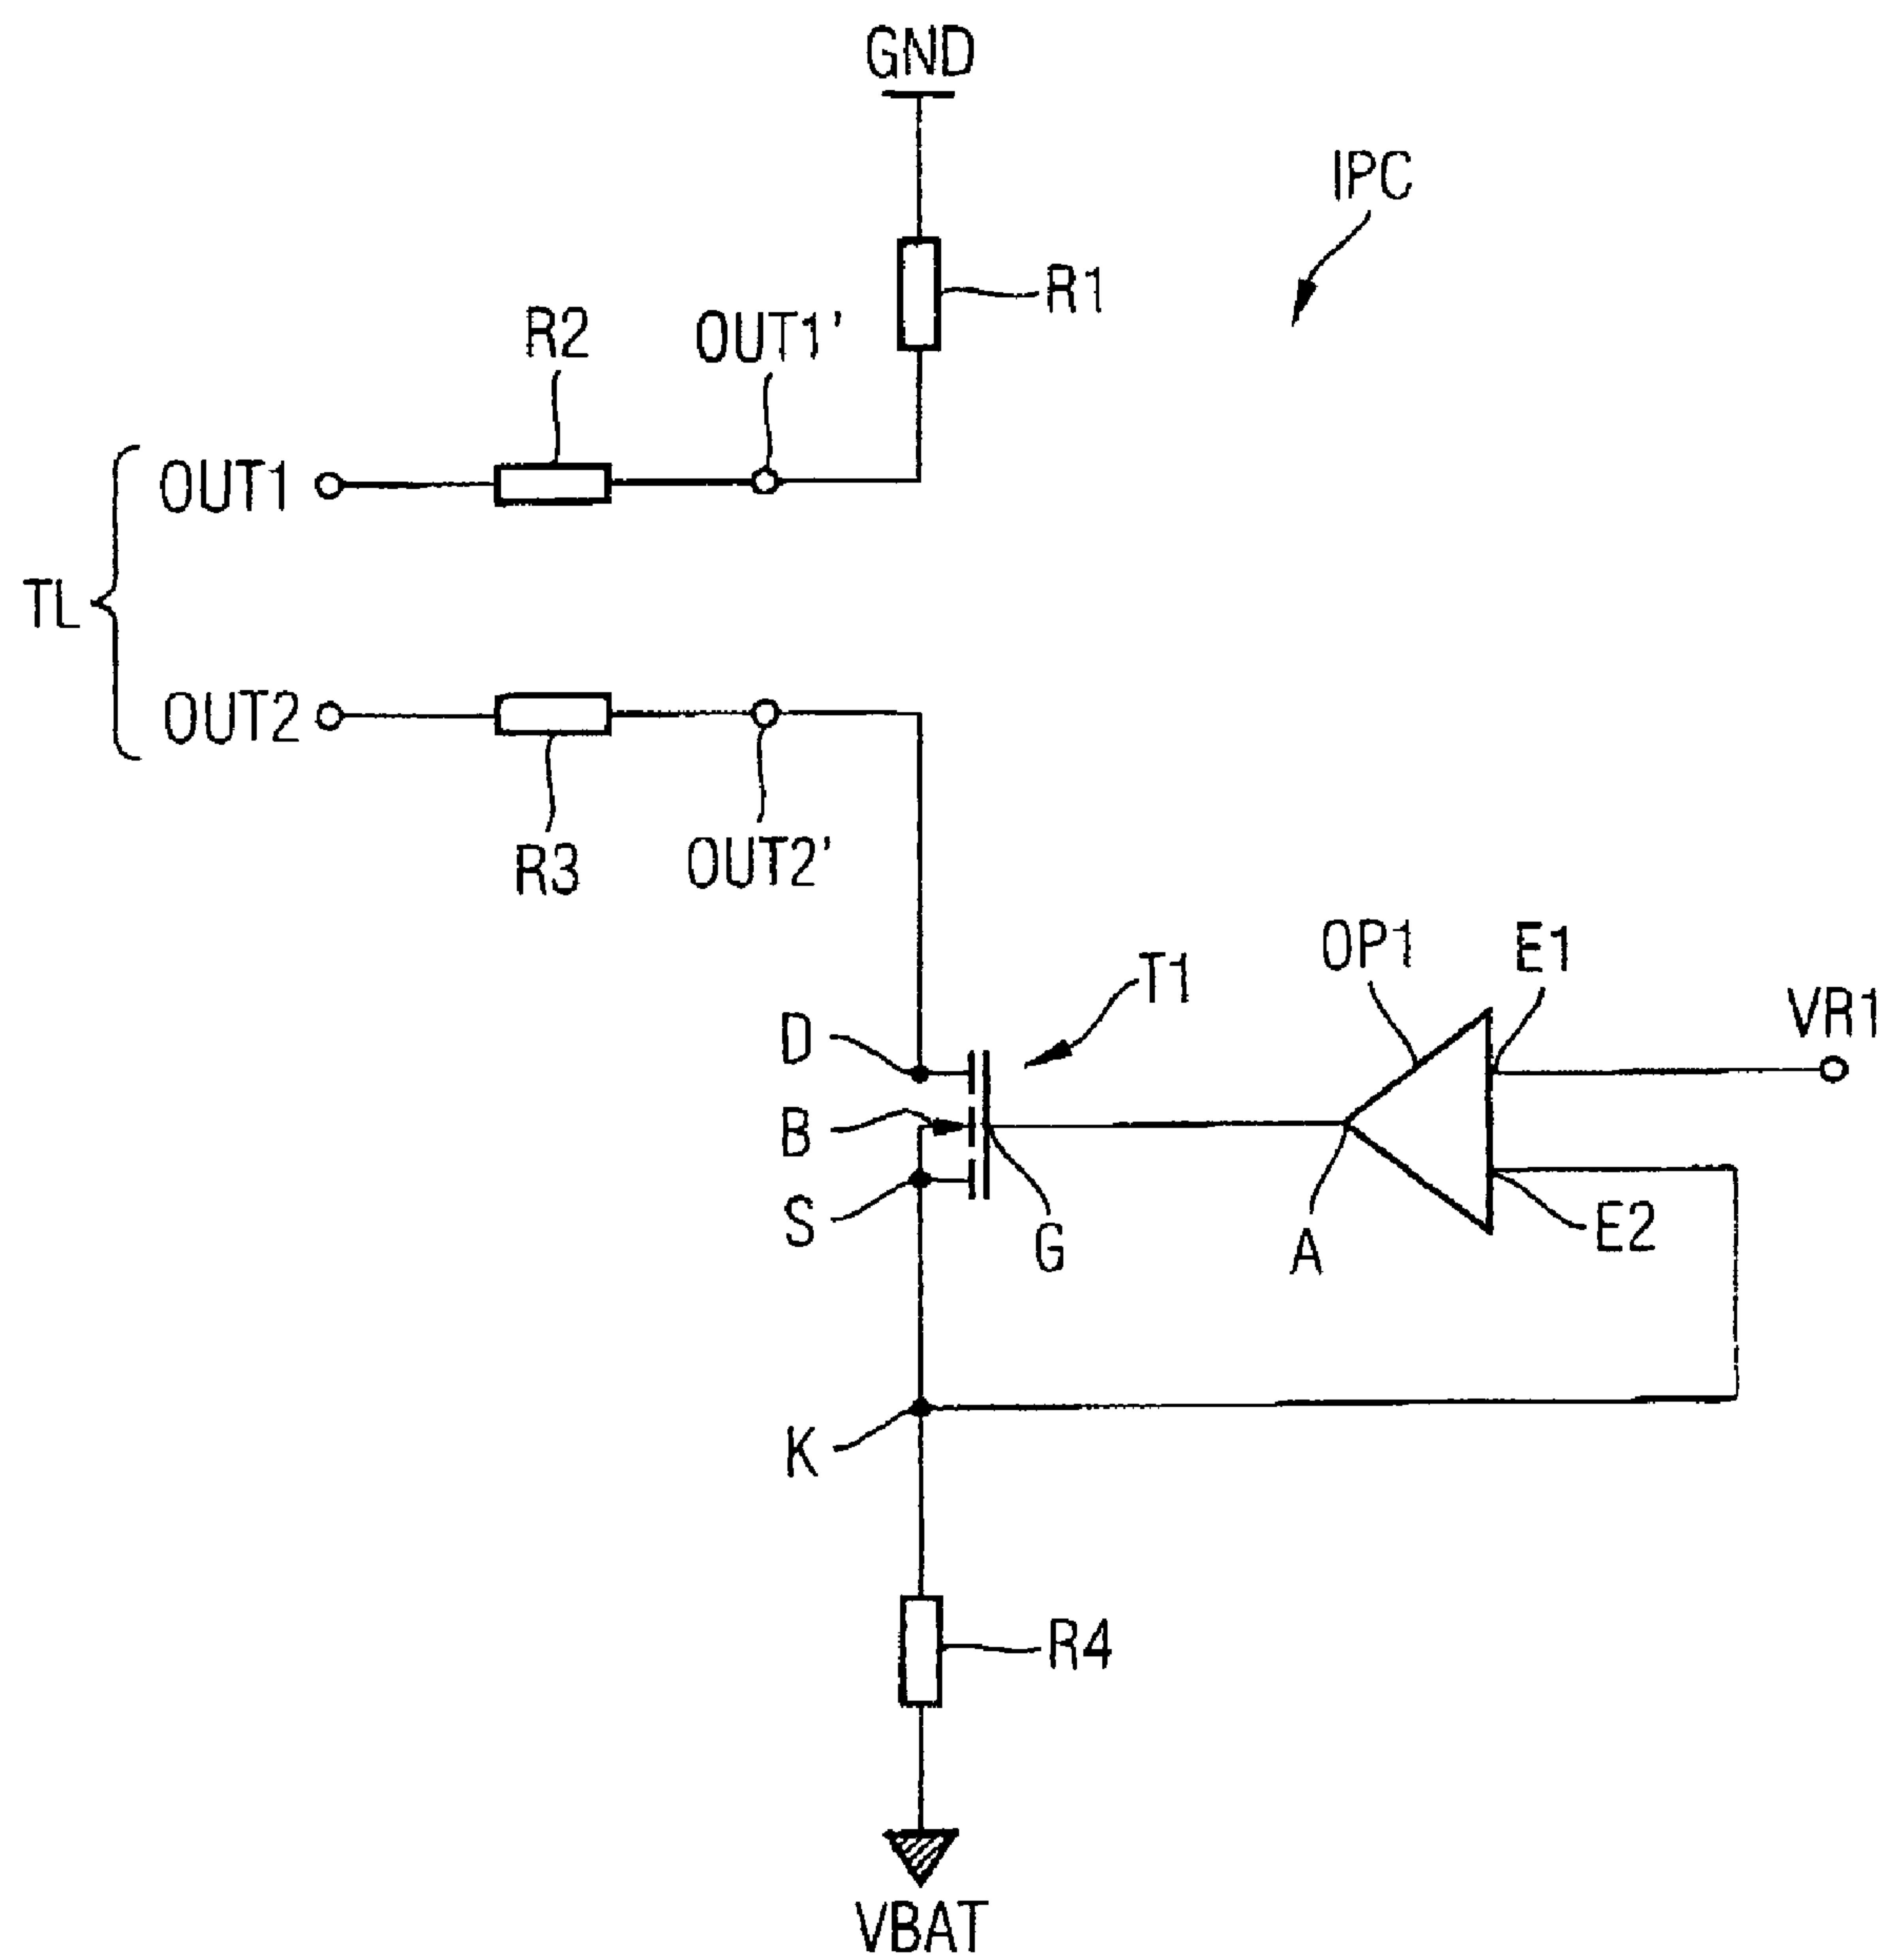 GND
IPC
R1
R2
OUT1'
OUT1
TL
OUT2
R3
OUT2'
OP1
E1
T1
VR1
D
B
S
G
A
E2
K
R4
VBAT